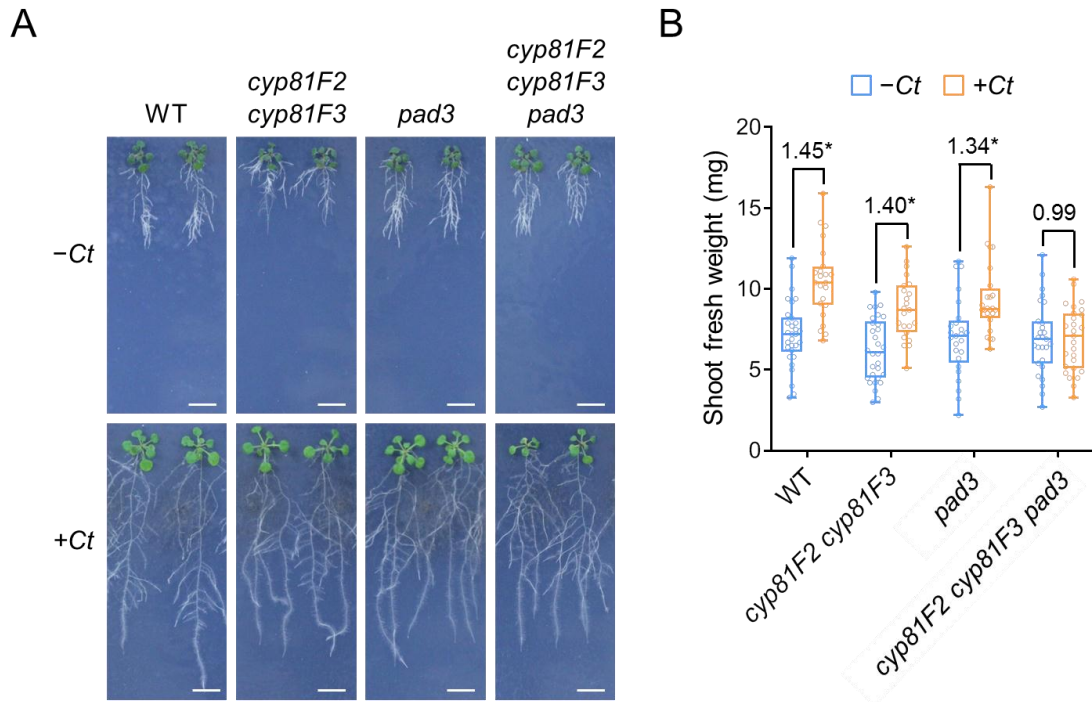 A
WT
cyp81F2
cyp81F3
pad3
cyp81F2
cyp81F3
pad3
−Ct
+Ct
B
−Ct +Ct
Shoot fresh weight (mg)
20
15
10
5
0
1.45*
1.40*
1.34*
0.99
WT
cyp81F2 cyp81F3
pad3
cyp81F2 cyp81F3 pad3